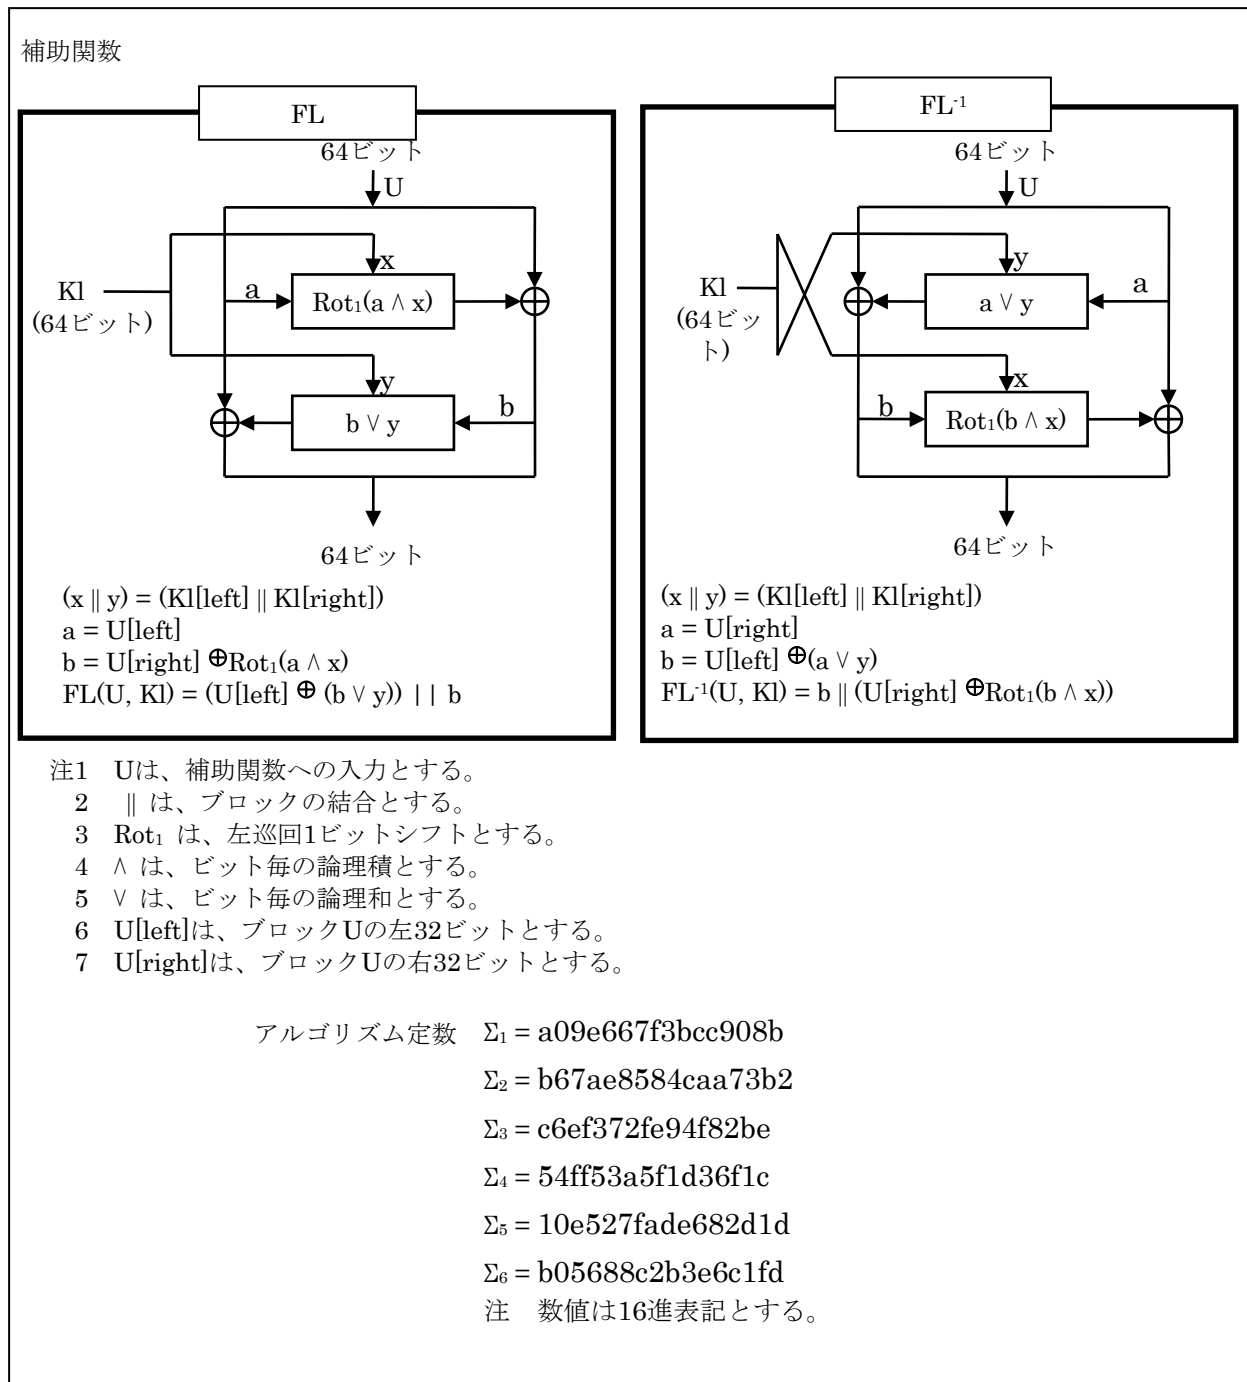 補助関数
FL
64ビット
U
x
a
Rot₁(a ∧ x)
Kl
(64ビット)
y
b ∨ y
b
64ビット
(x ∥ y) = (Kl[left] ∥ Kl[right])
a = U[left]
b = U[right] ⊕Rot₁(a ∧ x)
FL(U, Kl) = (U[left] ⊕ (b ∨ y)) || b
FL⁻¹
64ビット
U
y
a
a ∨ y
Kl
(64ビッ
ト)
x
b
Rot₁(b ∧ x)
64ビット
(x ∥ y) = (Kl[left] ∥ Kl[right])
a = U[right]
b = U[left] ⊕(a ∨ y)
FL⁻¹(U, Kl) = b ∥ (U[right] ⊕Rot₁(b ∧ x))
注1 Uは、補助関数への入力とする。
2 ∥ は、ブロックの結合とする。
3 Rot₁ は、左巡回1ビットシフトとする。
4 ∧ は、ビット毎の論理積とする。
5 ∨ は、ビット毎の論理和とする。
6 U[left]は、ブロックUの左32ビットとする。
7 U[right]は、ブロックUの右32ビットとする。
アルゴリズム定数 Σ₁ = a09e667f3bcc908b
Σ₂ = b67ae8584caa73b2
Σ₃ = c6ef372fe94f82be
Σ₄ = 54ff53a5f1d36f1c
Σ₅ = 10e527fade682d1d
Σ₆ = b05688c2b3e6c1fd
注 数値は16進表記とする。